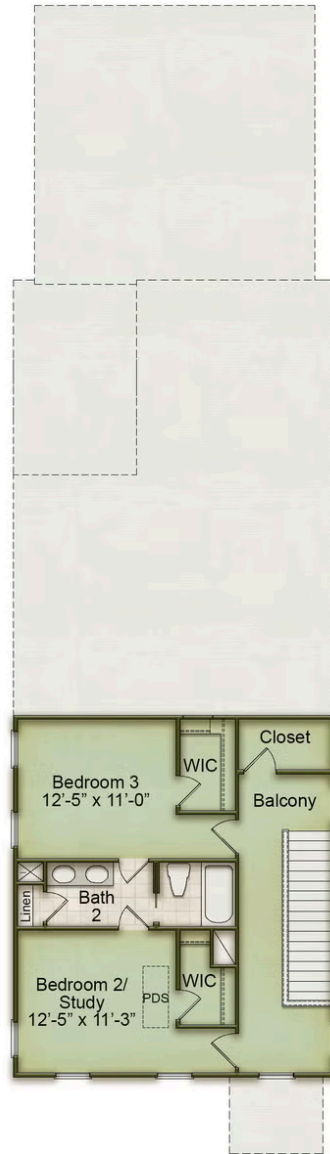 Closet
WIC
Bedroom 3
12'-5" x 11'-0"
Balcony
Linen
Bath
2
WIC
Bedroom 2/
Study
12'-5" x 11'-3"
PDS